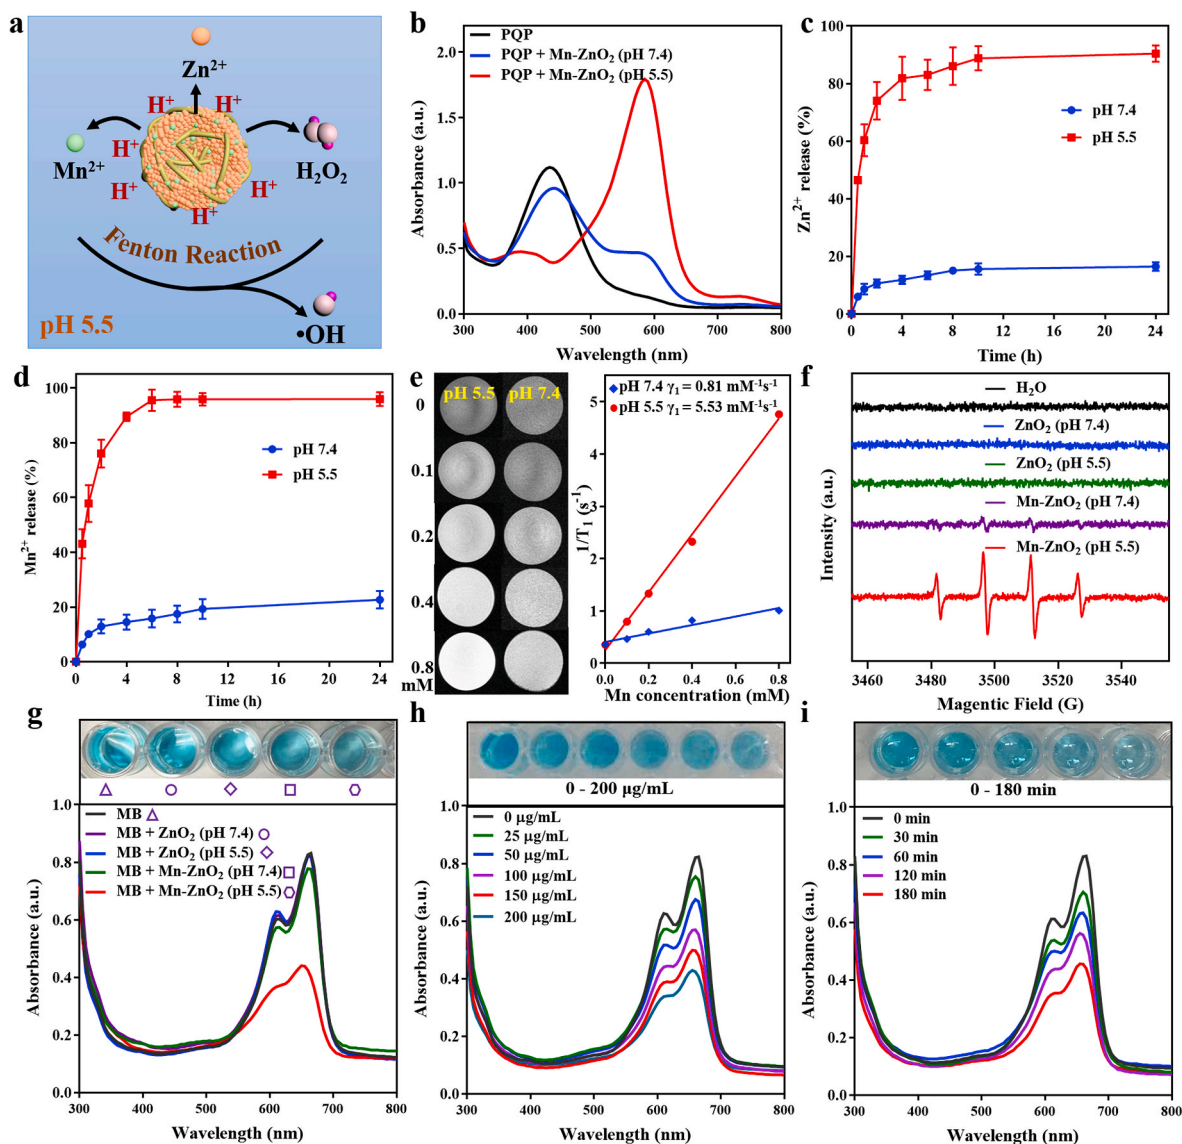 a
Zn²⁺
H⁺ H⁺
Mn²⁺ H⁺ H₂O₂
H⁺ H⁺
H⁺
Fenton Reaction
pH 5.5
•OH
b
PQP
PQP + Mn-ZnO₂ (pH 7.4)
PQP + Mn-ZnO₂ (pH 5.5)
Absorbance (a.u.)
2.0
1.5
1.0
0.5
0.0
300 400 500 600 700 800
Wavelength (nm)
c
Zn²⁺ release (%)
100
80
60
40
20
0
pH 7.4
pH 5.5
0 4 8 12 16 20 24
Time (h)
d
Mn²⁺ release (%)
100
80
60
40
20
0
pH 7.4
pH 5.5
0 4 8 12 16 20 24
Time (h)
e
pH 5.5 pH 7.4
0
0.1
0.2
0.4
0.8
mM
pH 7.4 γ₁ = 0.81 mM⁻¹s⁻¹
pH 5.5 γ₁ = 5.53 mM⁻¹s⁻¹
1/T₁ (s⁻¹)
5
4
3
2
1
0
0.0 0.2 0.4 0.6 0.8
Mn concentration (mM)
f
H₂O
ZnO₂ (pH 7.4)
ZnO₂ (pH 5.5)
Mn-ZnO₂ (pH 7.4)
Mn-ZnO₂ (pH 5.5)
Intensity (a.u.)
3460 3480 3500 3520 3540
Magentic Field (G)
g
MB
MB + ZnO₂ (pH 7.4)
MB + ZnO₂ (pH 5.5)
MB + Mn-ZnO₂ (pH 7.4)
MB + Mn-ZnO₂ (pH 5.5)
Absorbance (a.u.)
1.0
0.8
0.6
0.4
0.2
0.0
300 400 500 600 700 800
Wavelength (nm)
h
0 - 200 μg/mL
0 μg/mL
25 μg/mL
50 μg/mL
100 μg/mL
150 μg/mL
200 μg/mL
Absorbance (a.u.)
1.0
0.8
0.6
0.4
0.2
0.0
300 400 500 600 700 800
Wavelength (nm)
i
0 - 180 min
0 min
30 min
60 min
120 min
180 min
Absorbance (a.u.)
1.0
0.8
0.6
0.4
0.2
0.0
300 400 500 600 700 800
Wavelength (nm)